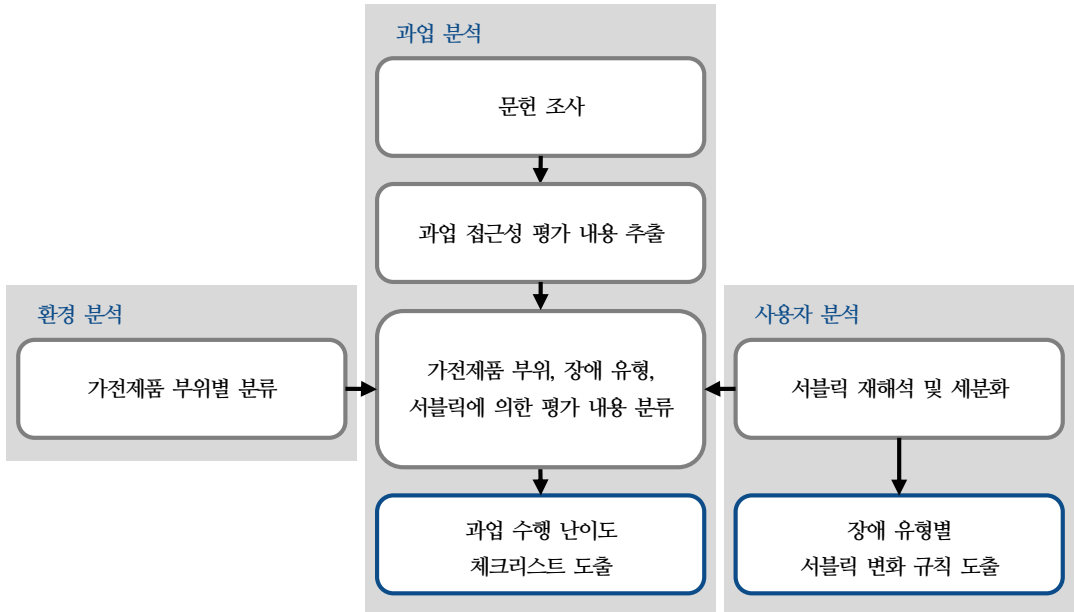 과업 분석
문헌 조사
과업 접근성 평가 내용 추출
환경 분석
가전제품 부위별 분류
가전제품 부위, 장애 유형,
서블릭에 의한 평가 내용 분류
사용자 분석
서블릭 재해석 및 세분화
과업 수행 난이도
체크리스트 도출
장애 유형별
서블릭 변화 규칙 도출